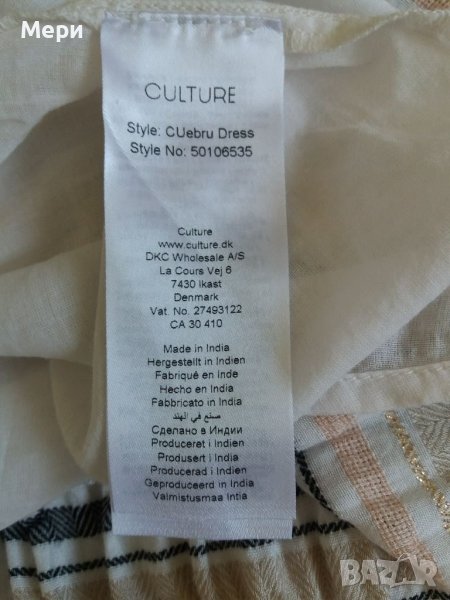 Мери
CULTURE
Style: CUebru Dress
Style No: 50106535
Culture
www.culture.dk
DKC Wholesale A/S
La Cours Vej 6
7430 Ikast
Denmark
Vat. No. 27493122
CA 30 410
Made in India
Hergestellt in Indien
Fabriqué en Inde
Hecho en India
Fabbricato in India
صنع في الهند
Сделано в Индии
Produceret i Indien
Produsert i India
Producerad i Indien
Geproduceerd in India
Valmistusmaa Intia
BAZAR